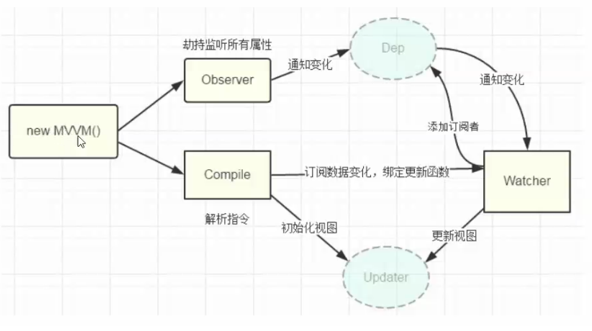 劫持监听所有属性
Dep
Observer
通知变化
通知变化
new MVVM()
添加订阅者
Compile
订阅数据变化，绑定更新函数
Watcher
解析指令
初始化视图
更新视图
Updater